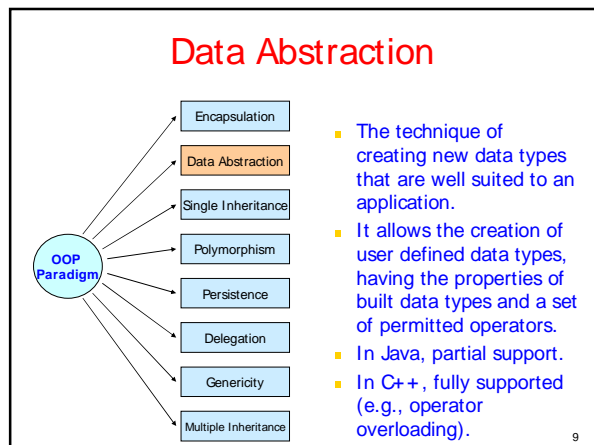 Data Abstraction
Encapsulation
Data Abstraction
Single Inheritance
Polymorphism
Persistence
Delegation
Genericity
Multiple Inheritance
OOP
Paradigm
The technique of
creating new data types
that are well suited to an
application.
It allows the creation of
user defined data types,
having the properties of
built data types and a set
of permitted operators.
In Java, partial support.
In C++, fully supported
(e.g., operator
overloading).
9